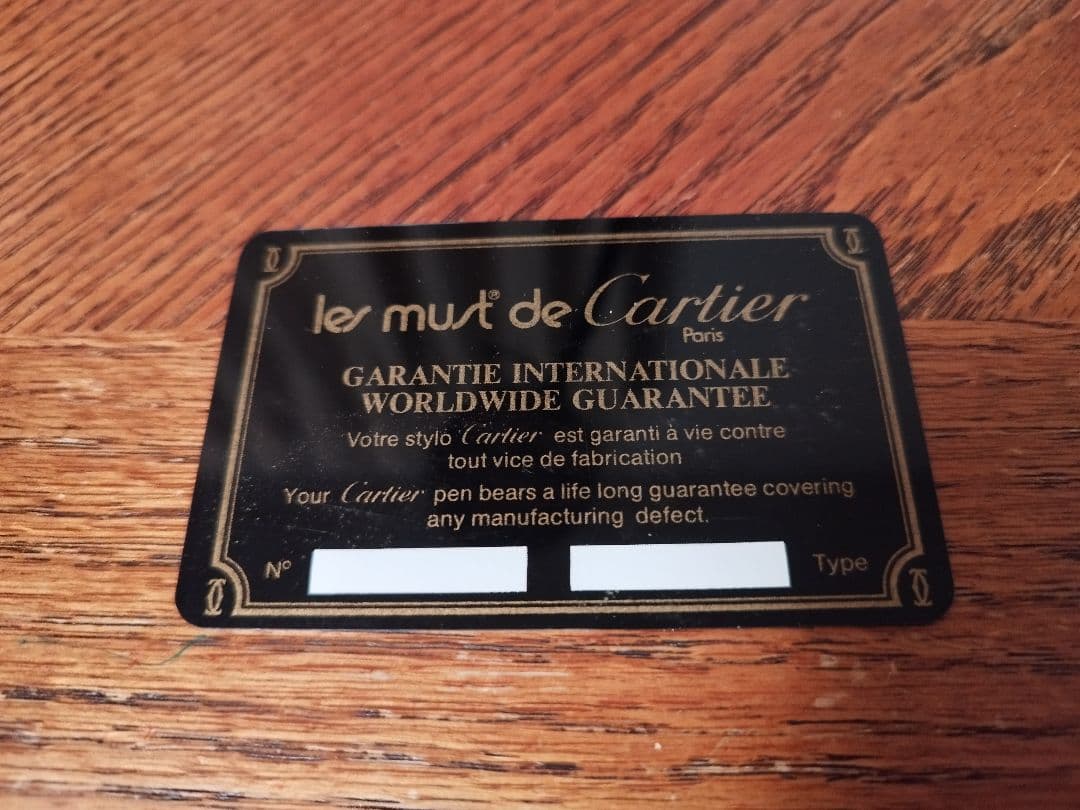 les must® de Cartier
Paris
GARANTIE INTERNATIONALE
WORLDWIDE GUARANTEE
Votre stylo Cartier est garanti à vie contre
tout vice de fabrication
Your Cartier pen bears a life long guarantee covering
any manufacturing defect.
N° Type